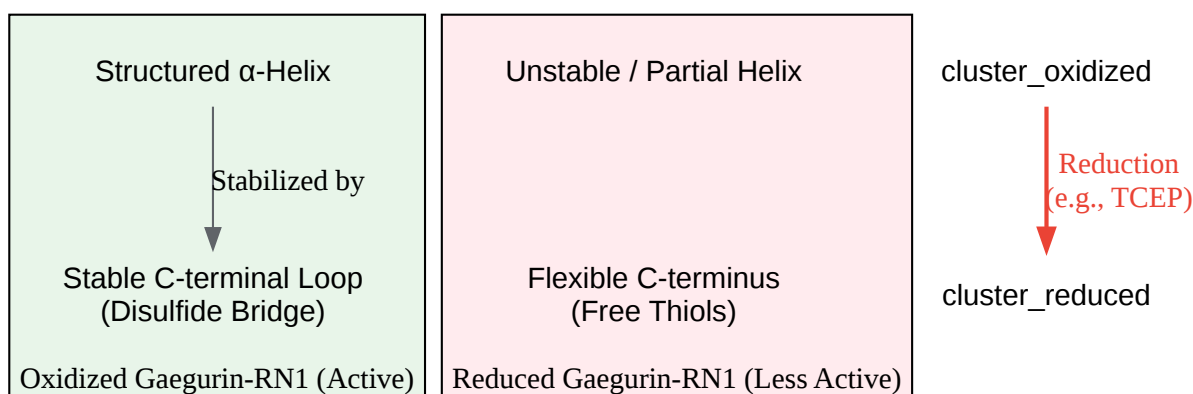 Structured α-Helix
Stabilized by
Stable C-terminal Loop
(Disulfide Bridge)
Oxidized Gaegurin-RN1 (Active)
Unstable / Partial Helix
Flexible C-terminus
(Free Thiols)
Reduced Gaegurin-RN1 (Less Active)
cluster_oxidized
Reduction
(e.g., TCEP)
cluster_reduced